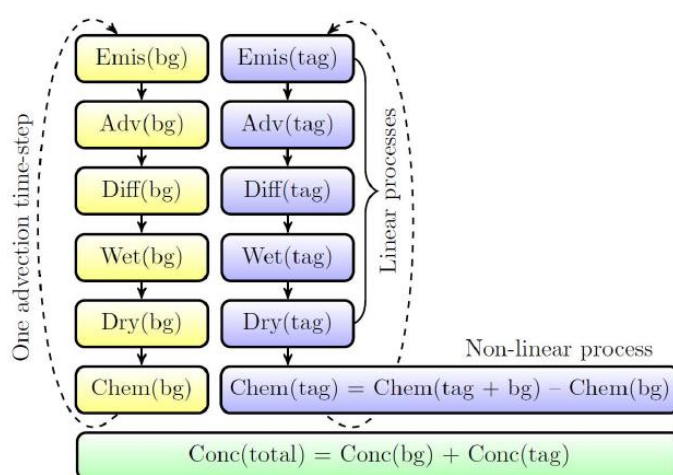 One advection time-step
Emis(bg)
Emis(tag)
Adv(bg)
Adv(tag)
Diff(bg)
Diff(tag)
Wet(bg)
Wet(tag)
Dry(bg)
Dry(tag)
Linear processes
Non-linear process
Chem(bg)
Chem(tag) = Chem(tag + bg) – Chem(bg)
Conc(total) = Conc(bg) + Conc(tag)